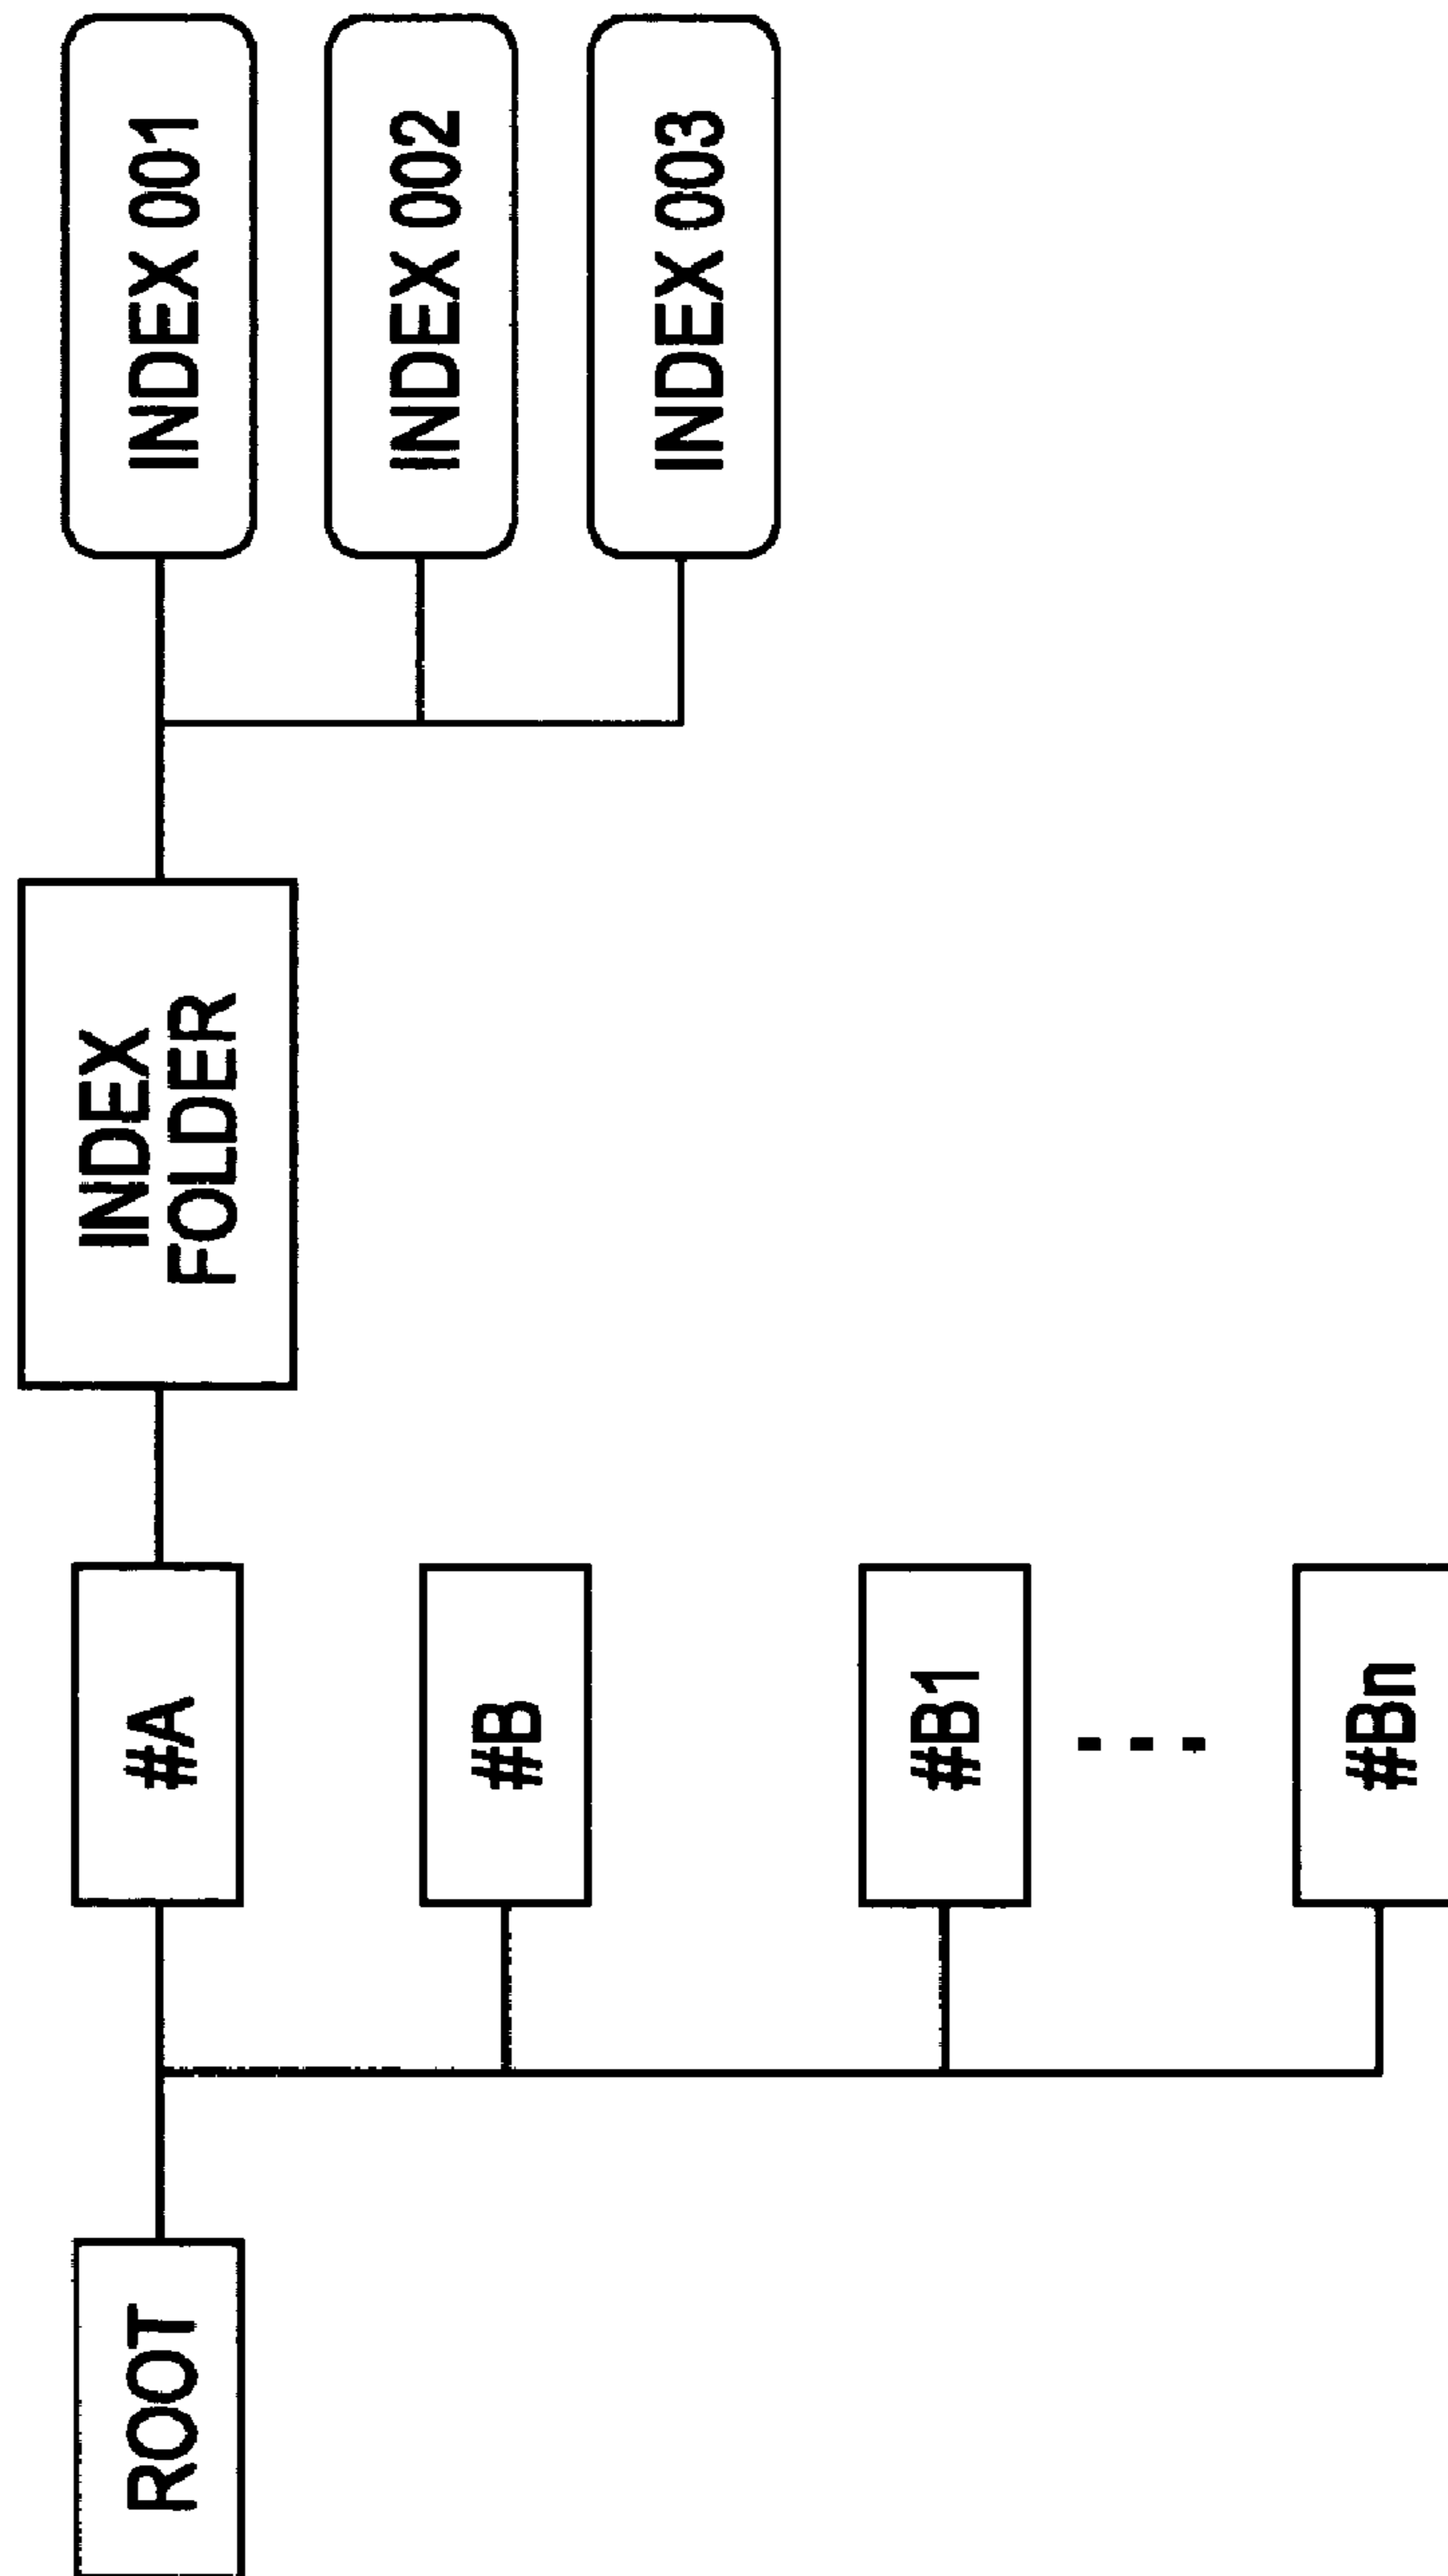 ROOT
#A
INDEX
FOLDER
INDEX 001
INDEX 002
INDEX 003
#B
#B1
#Bn